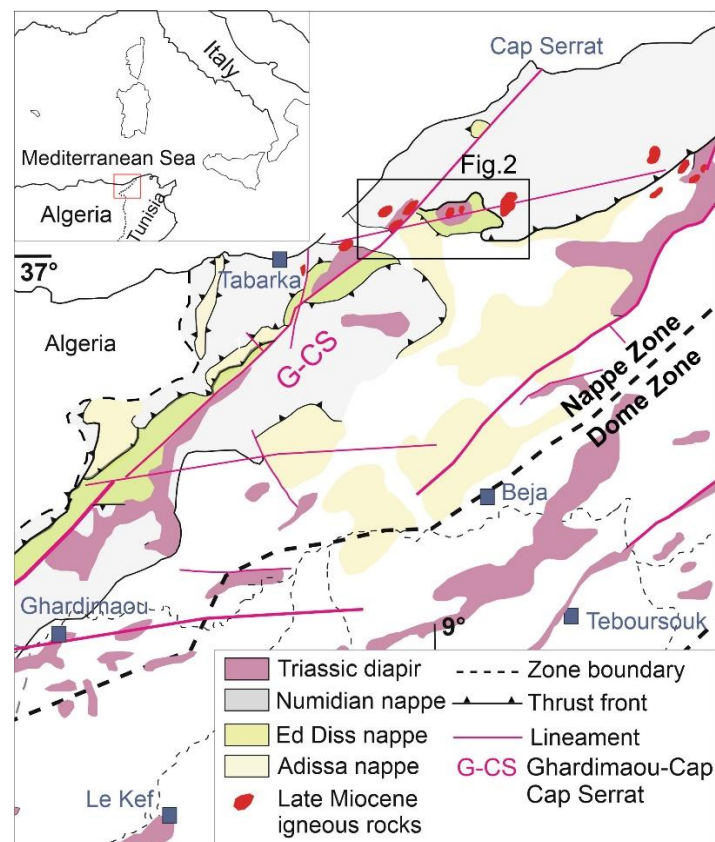 Italy
Mediterranean Sea
Algeria
Tunisia
Cap Serrat
Fig.2
37°
Tabarka
Algeria
G-CS
Nappe Zone
Dome Zone
Beja
Ghardimaou
9°
Teboursouk
Le Kef
Triassic diapir
Numidian nappe
Ed Diss nappe
Adissa nappe
Late Miocene
igneous rocks
Zone boundary
Thrust front
Lineament
G-CS Ghardimaou-Cap
Cap Serrat